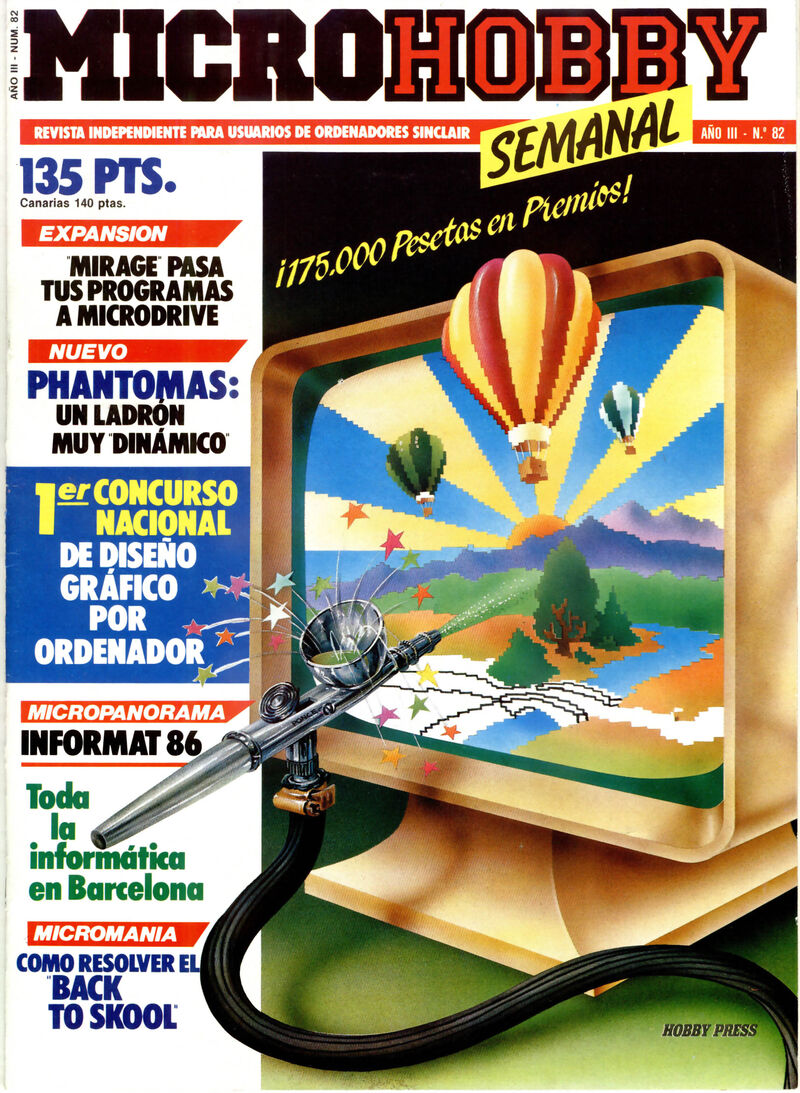 AÑO III - NUM. 82
MICROHOBBY
REVISTA INDEPENDIENTE PARA USUARIOS DE ORDENADORES SINCLAIR
SEMANAL
AÑO III - N.º 82
135 PTS.
Canarias 140 ptas.
¡175.000 Pesetas en Premios!
EXPANSION
"MIRAGE" PASA
TUS PROGRAMAS
A MICRODRIVE
NUEVO
PHANTOMAS:
UN LADRÓN
MUY "DINÁMICO"
1er CONCURSO
NACIONAL
DE DISEÑO
GRÁFICO
POR
ORDENADOR
MICROPANORAMA
INFORMAT 86
Toda
la
informática
en Barcelona
MICROMANIA
COMO RESOLVER EL
"BACK
TO SKOOL"
PONCE
HOBBY PRESS